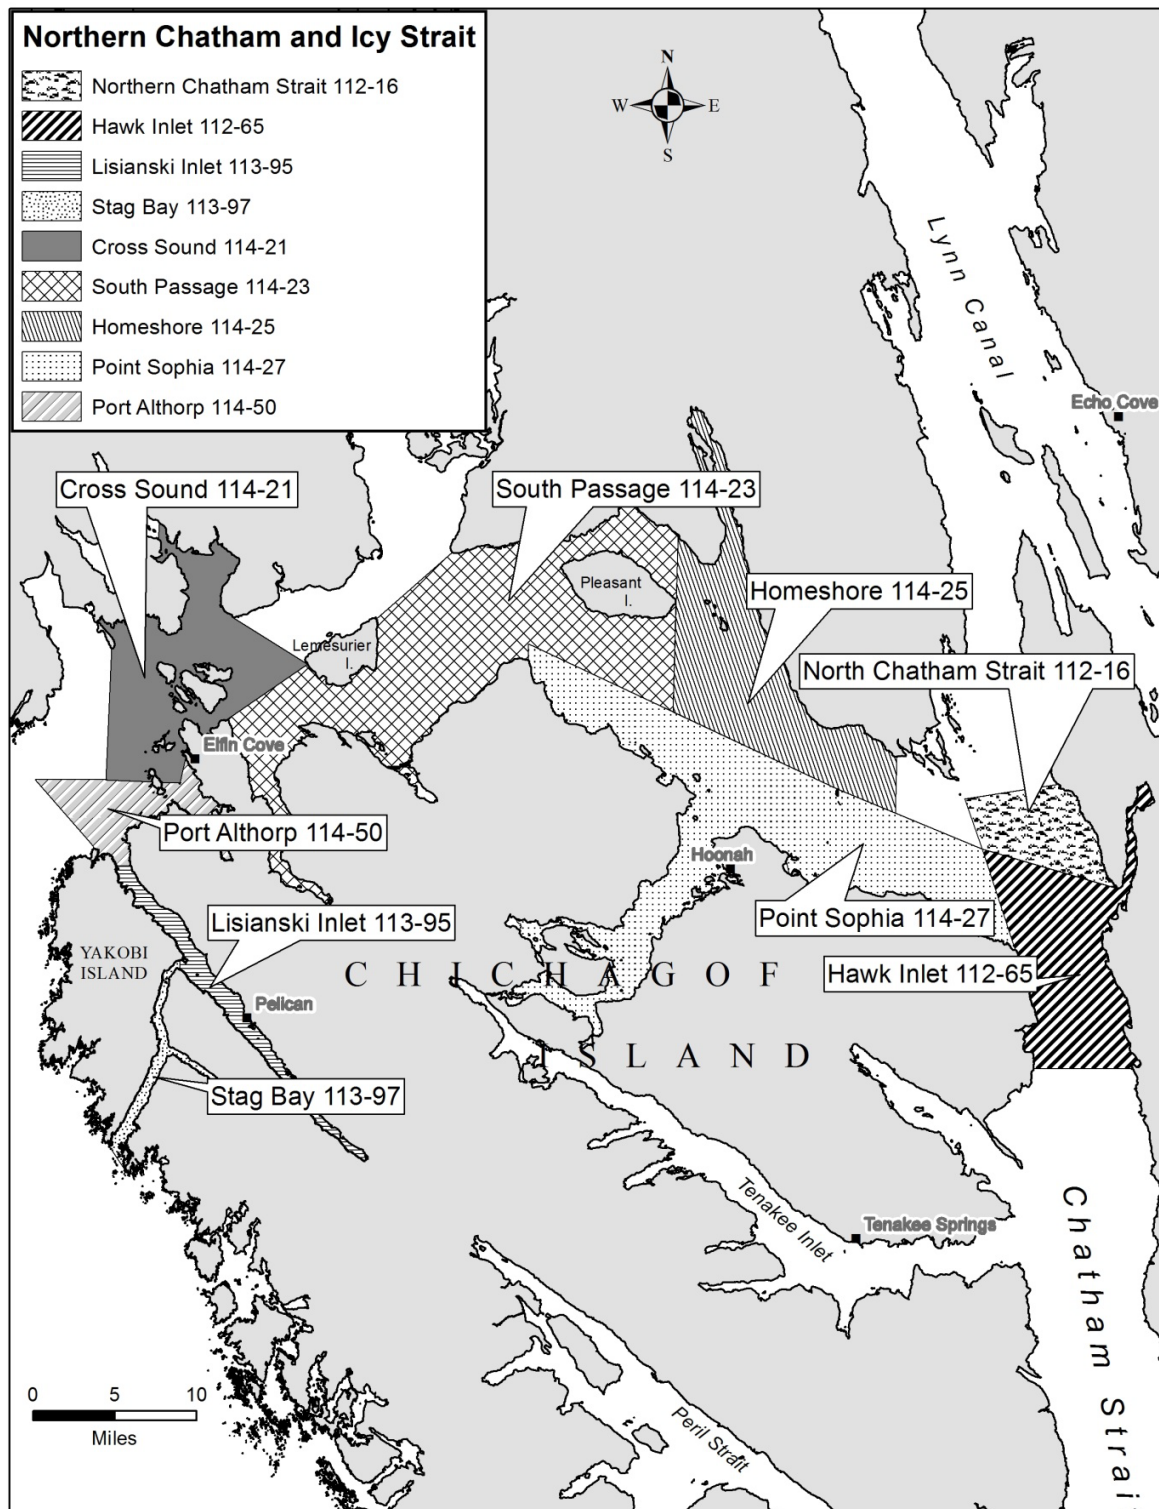 Northern Chatham and Icy Strait
Northern Chatham Strait 112-16
Hawk Inlet 112-65
Lisianski Inlet 113-95
Stag Bay 113-97
Cross Sound 114-21
South Passage 114-23
Homeshore 114-25
Point Sophia 114-27
Port Althorp 114-50
N
W E
S
Lynn Canal
Echo Cove
Cross Sound 114-21
South Passage 114-23
Pleasant
I.
Homeshore 114-25
Lemesurier
I.
North Chatham Strait 112-16
Elfin Cove
Port Althorp 114-50
Hoonah
Point Sophia 114-27
Lisianski Inlet 113-95
YAKOBI
ISLAND
CHICHAGOF
ISLAND
Hawk Inlet 112-65
Pelican
Stag Bay 113-97
Tenakee Inlet
Tenakee Springs
Chatham Strai
Peril Strait
0 5 10
Miles